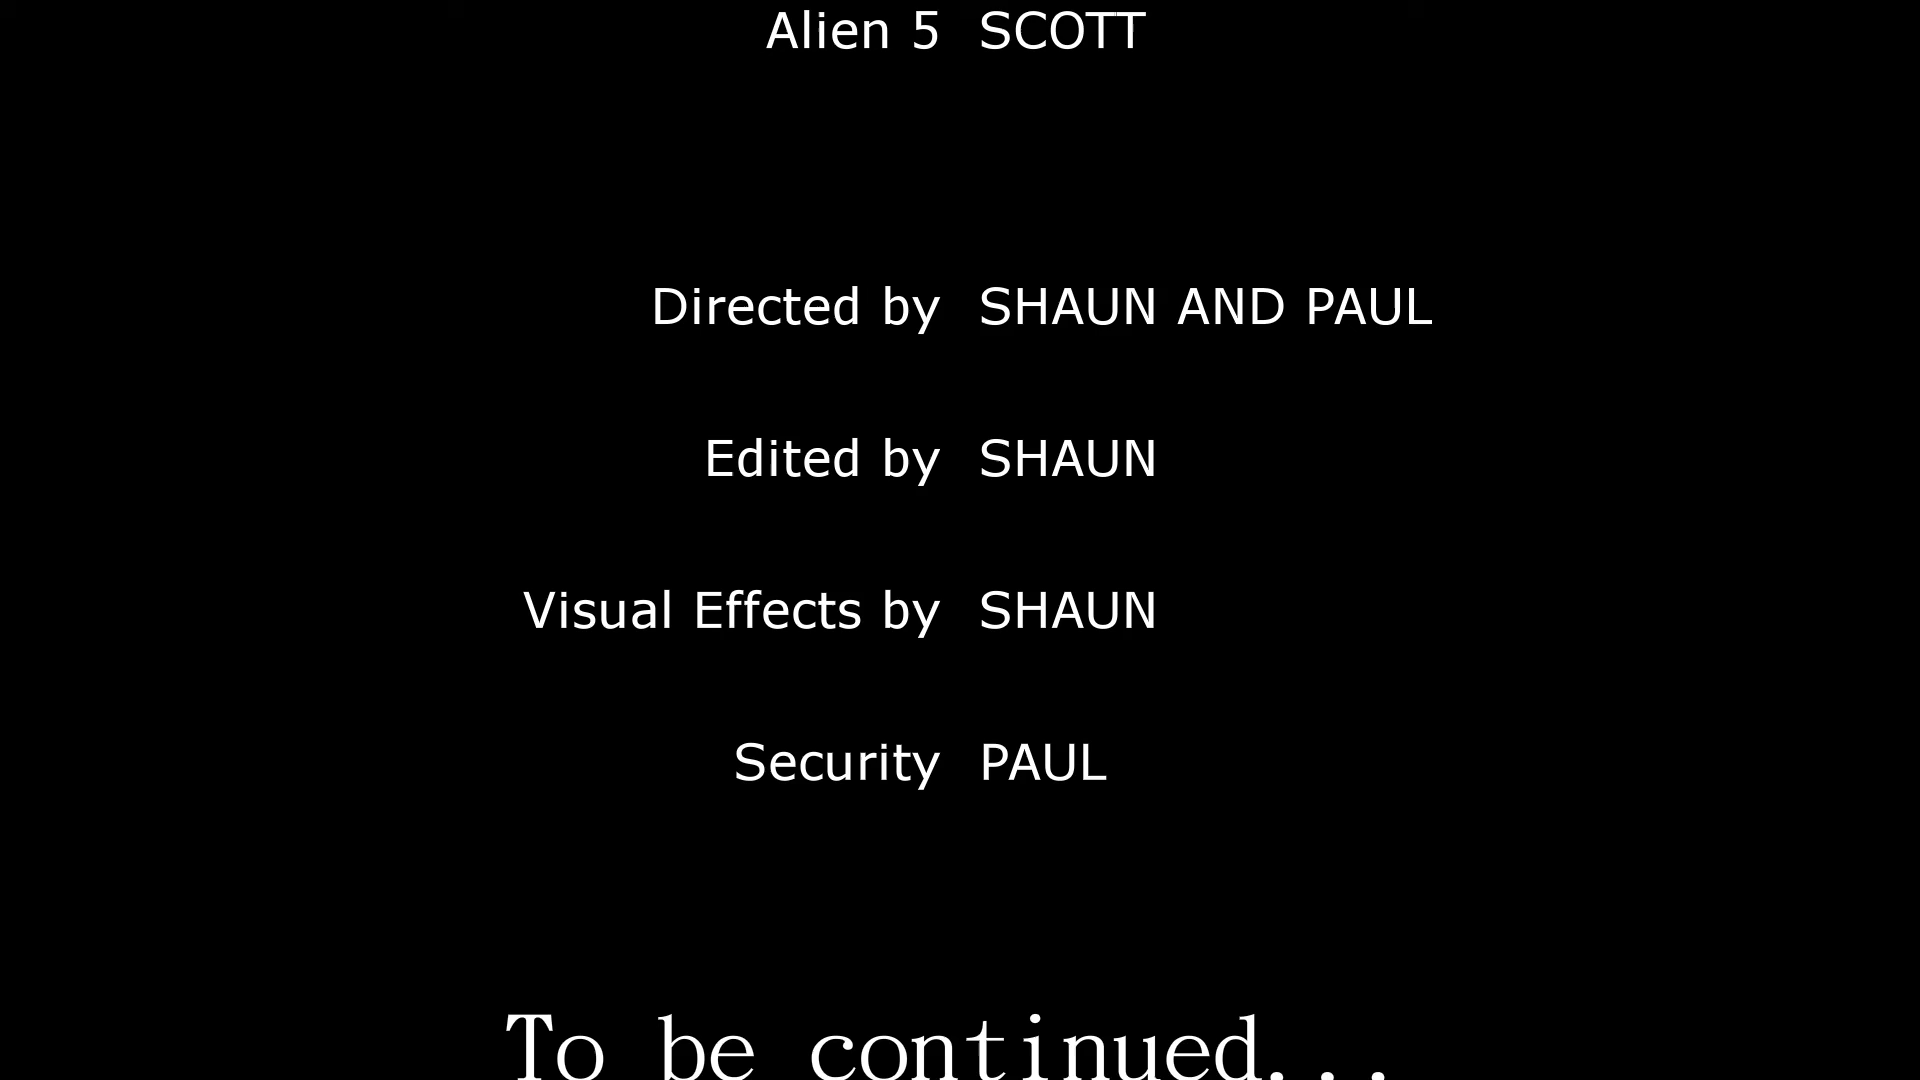 Alien 5 SCOTT
Directed by SHAUN AND PAUL
Edited by SHAUN
Visual Effects by SHAUN
Security PAUL
To be continued...